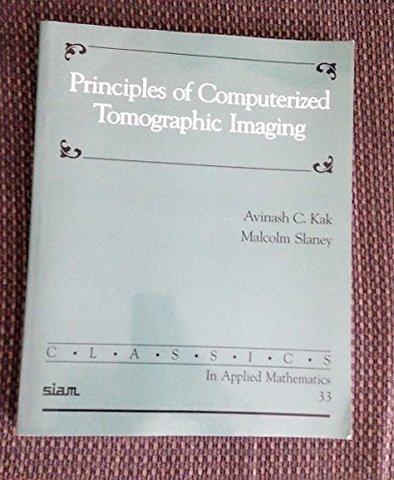 Principles of Computerized
Tomographic Imaging
Avinash C. Kak
Malcolm Slaney
C • L • A • S • S • I • C • S
In Applied Mathematics
siam
33